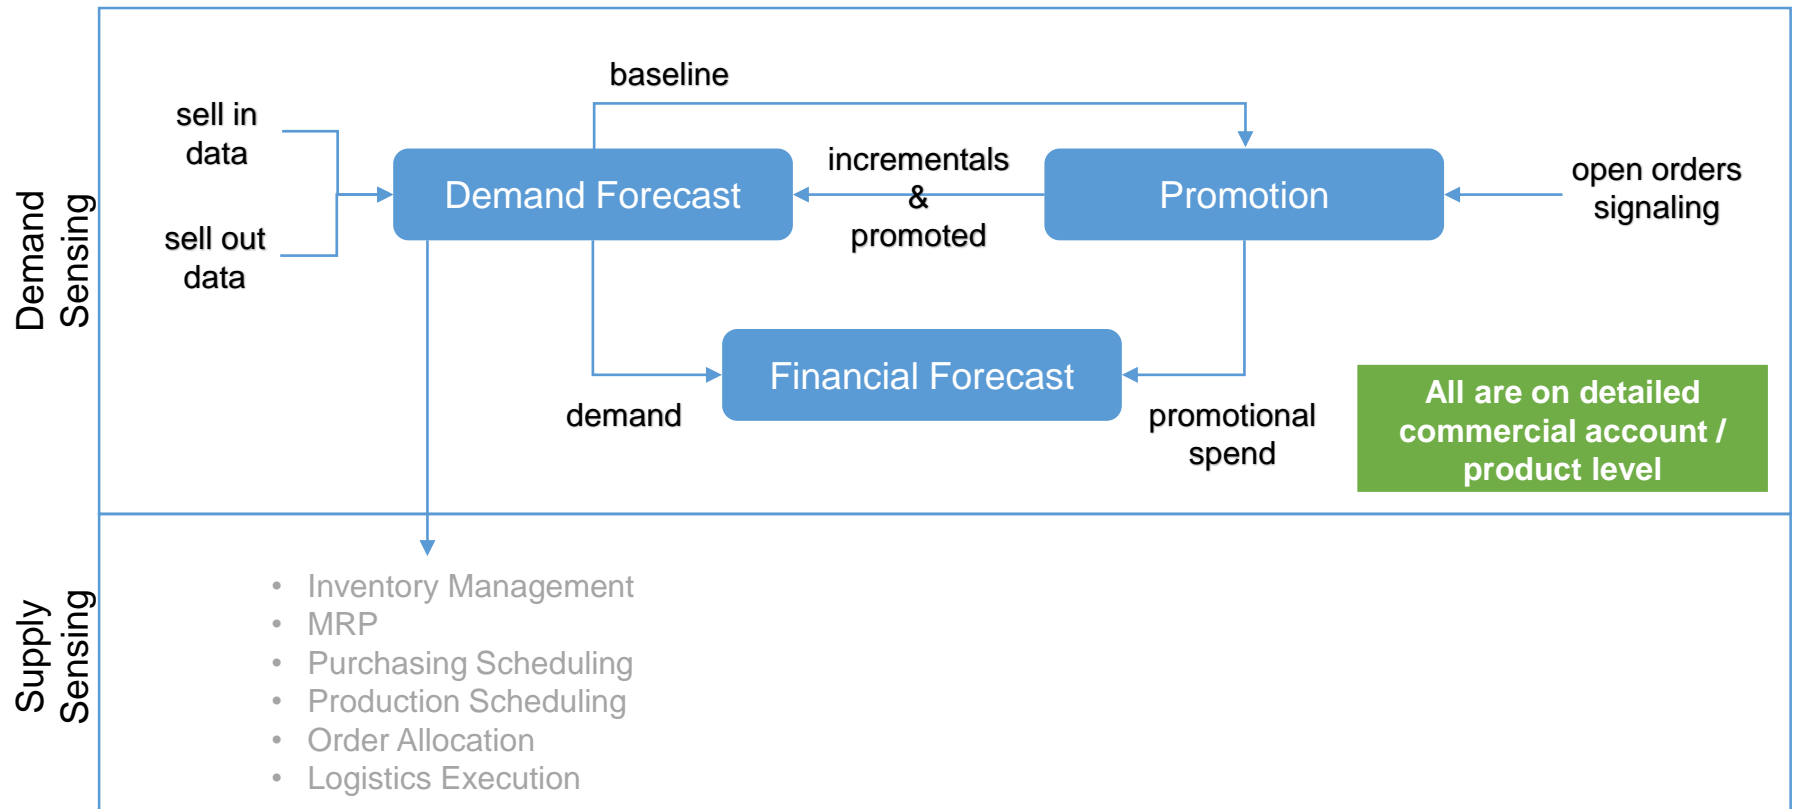 baseline
sell in
data
incrementals
&
promoted
Demand Forecast
Promotion
open orders
signaling
sell out
data
Demand
Sensing
Financial Forecast
demand
promotional
spend
All are on detailed
commercial account /
product level
Supply
Sensing
• Inventory Management
• MRP
• Purchasing Scheduling
• Production Scheduling
• Order Allocation
• Logistics Execution